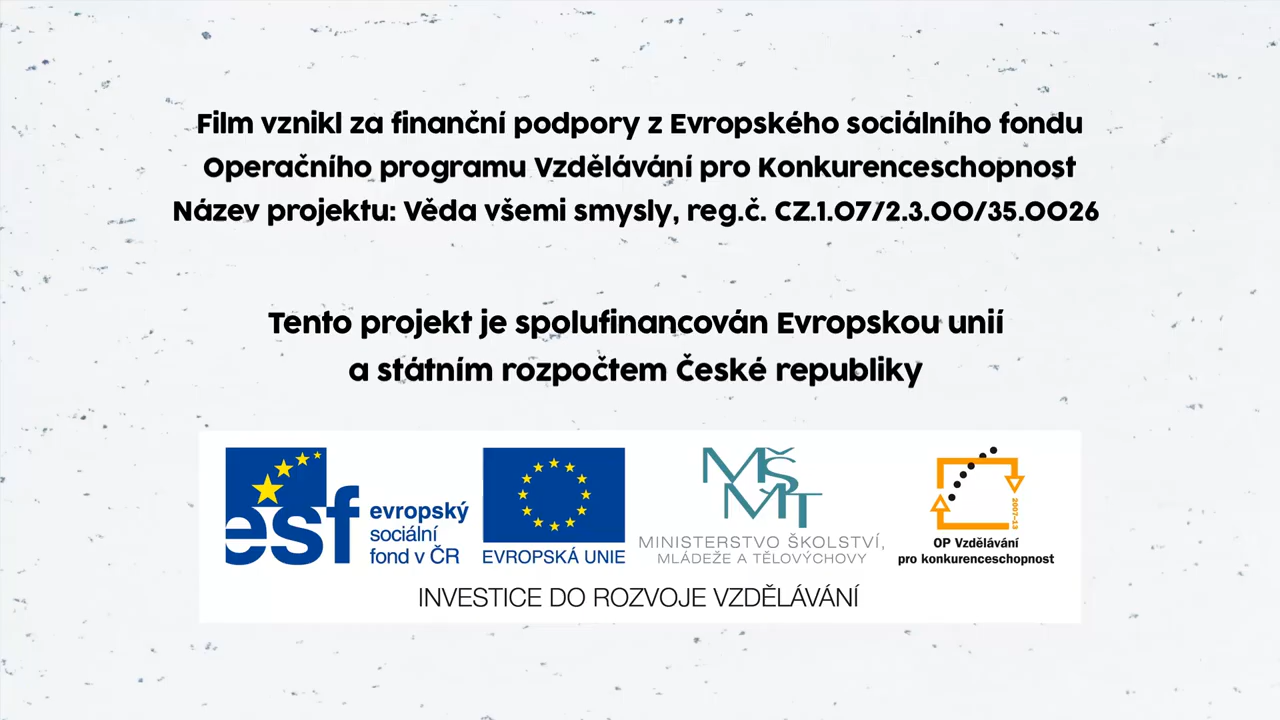 Film vznikl za finanční podpory z Evropského sociálního fondu
Operačního programu Vzdělávání pro Konkurenceschopnost
Název projektu: Věda všemi smysly, reg.č. CZ.1.07/2.3.00/35.0026
Tento projekt je spolufinancován Evropskou unií
a státním rozpočtem České republiky
esf
evropský
sociální
fond v ČR
EVROPSKÁ UNIE
MŠMT
MINISTERSTVO ŠKOLSTVÍ,
MLÁDEŽE A TĚLOVÝCHOVY
2007-13
OP Vzdělávání
pro konkurenceschopnost
INVESTICE DO ROZVOJE VZDĚLÁVÁNÍ